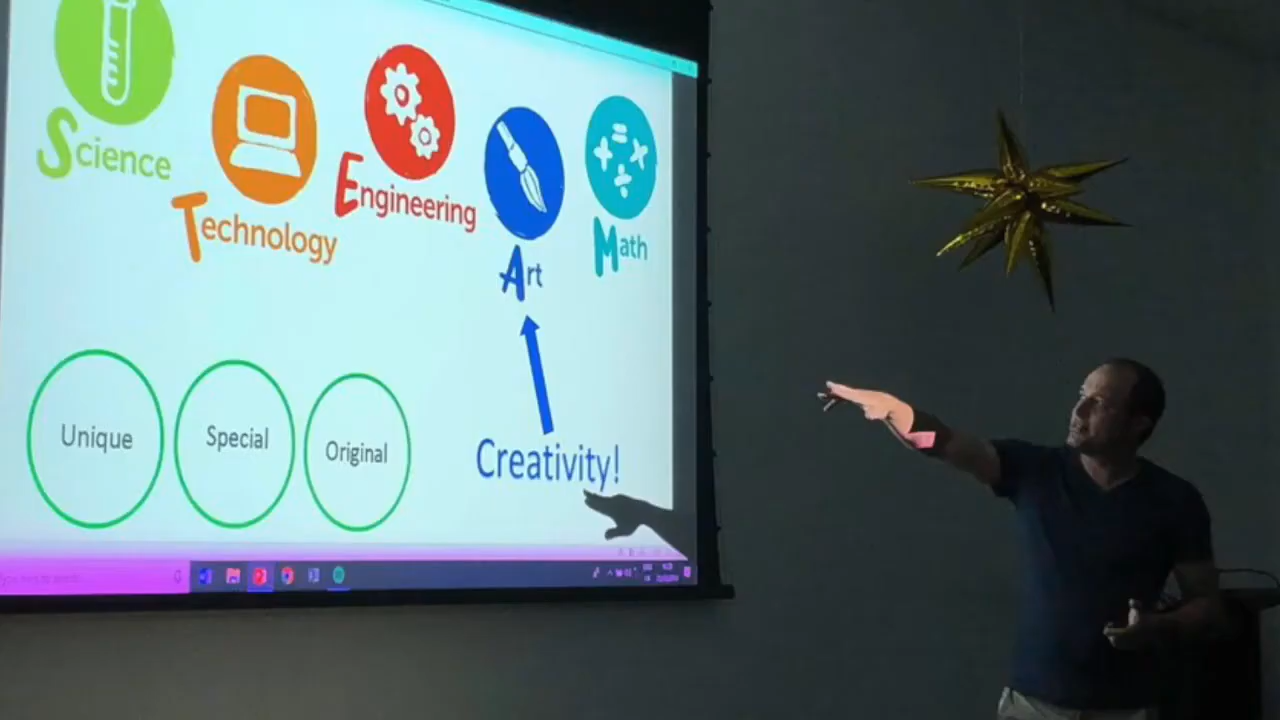 Science
Technology
Engineering
Art
Math
Unique
Special
Original
Creativity!